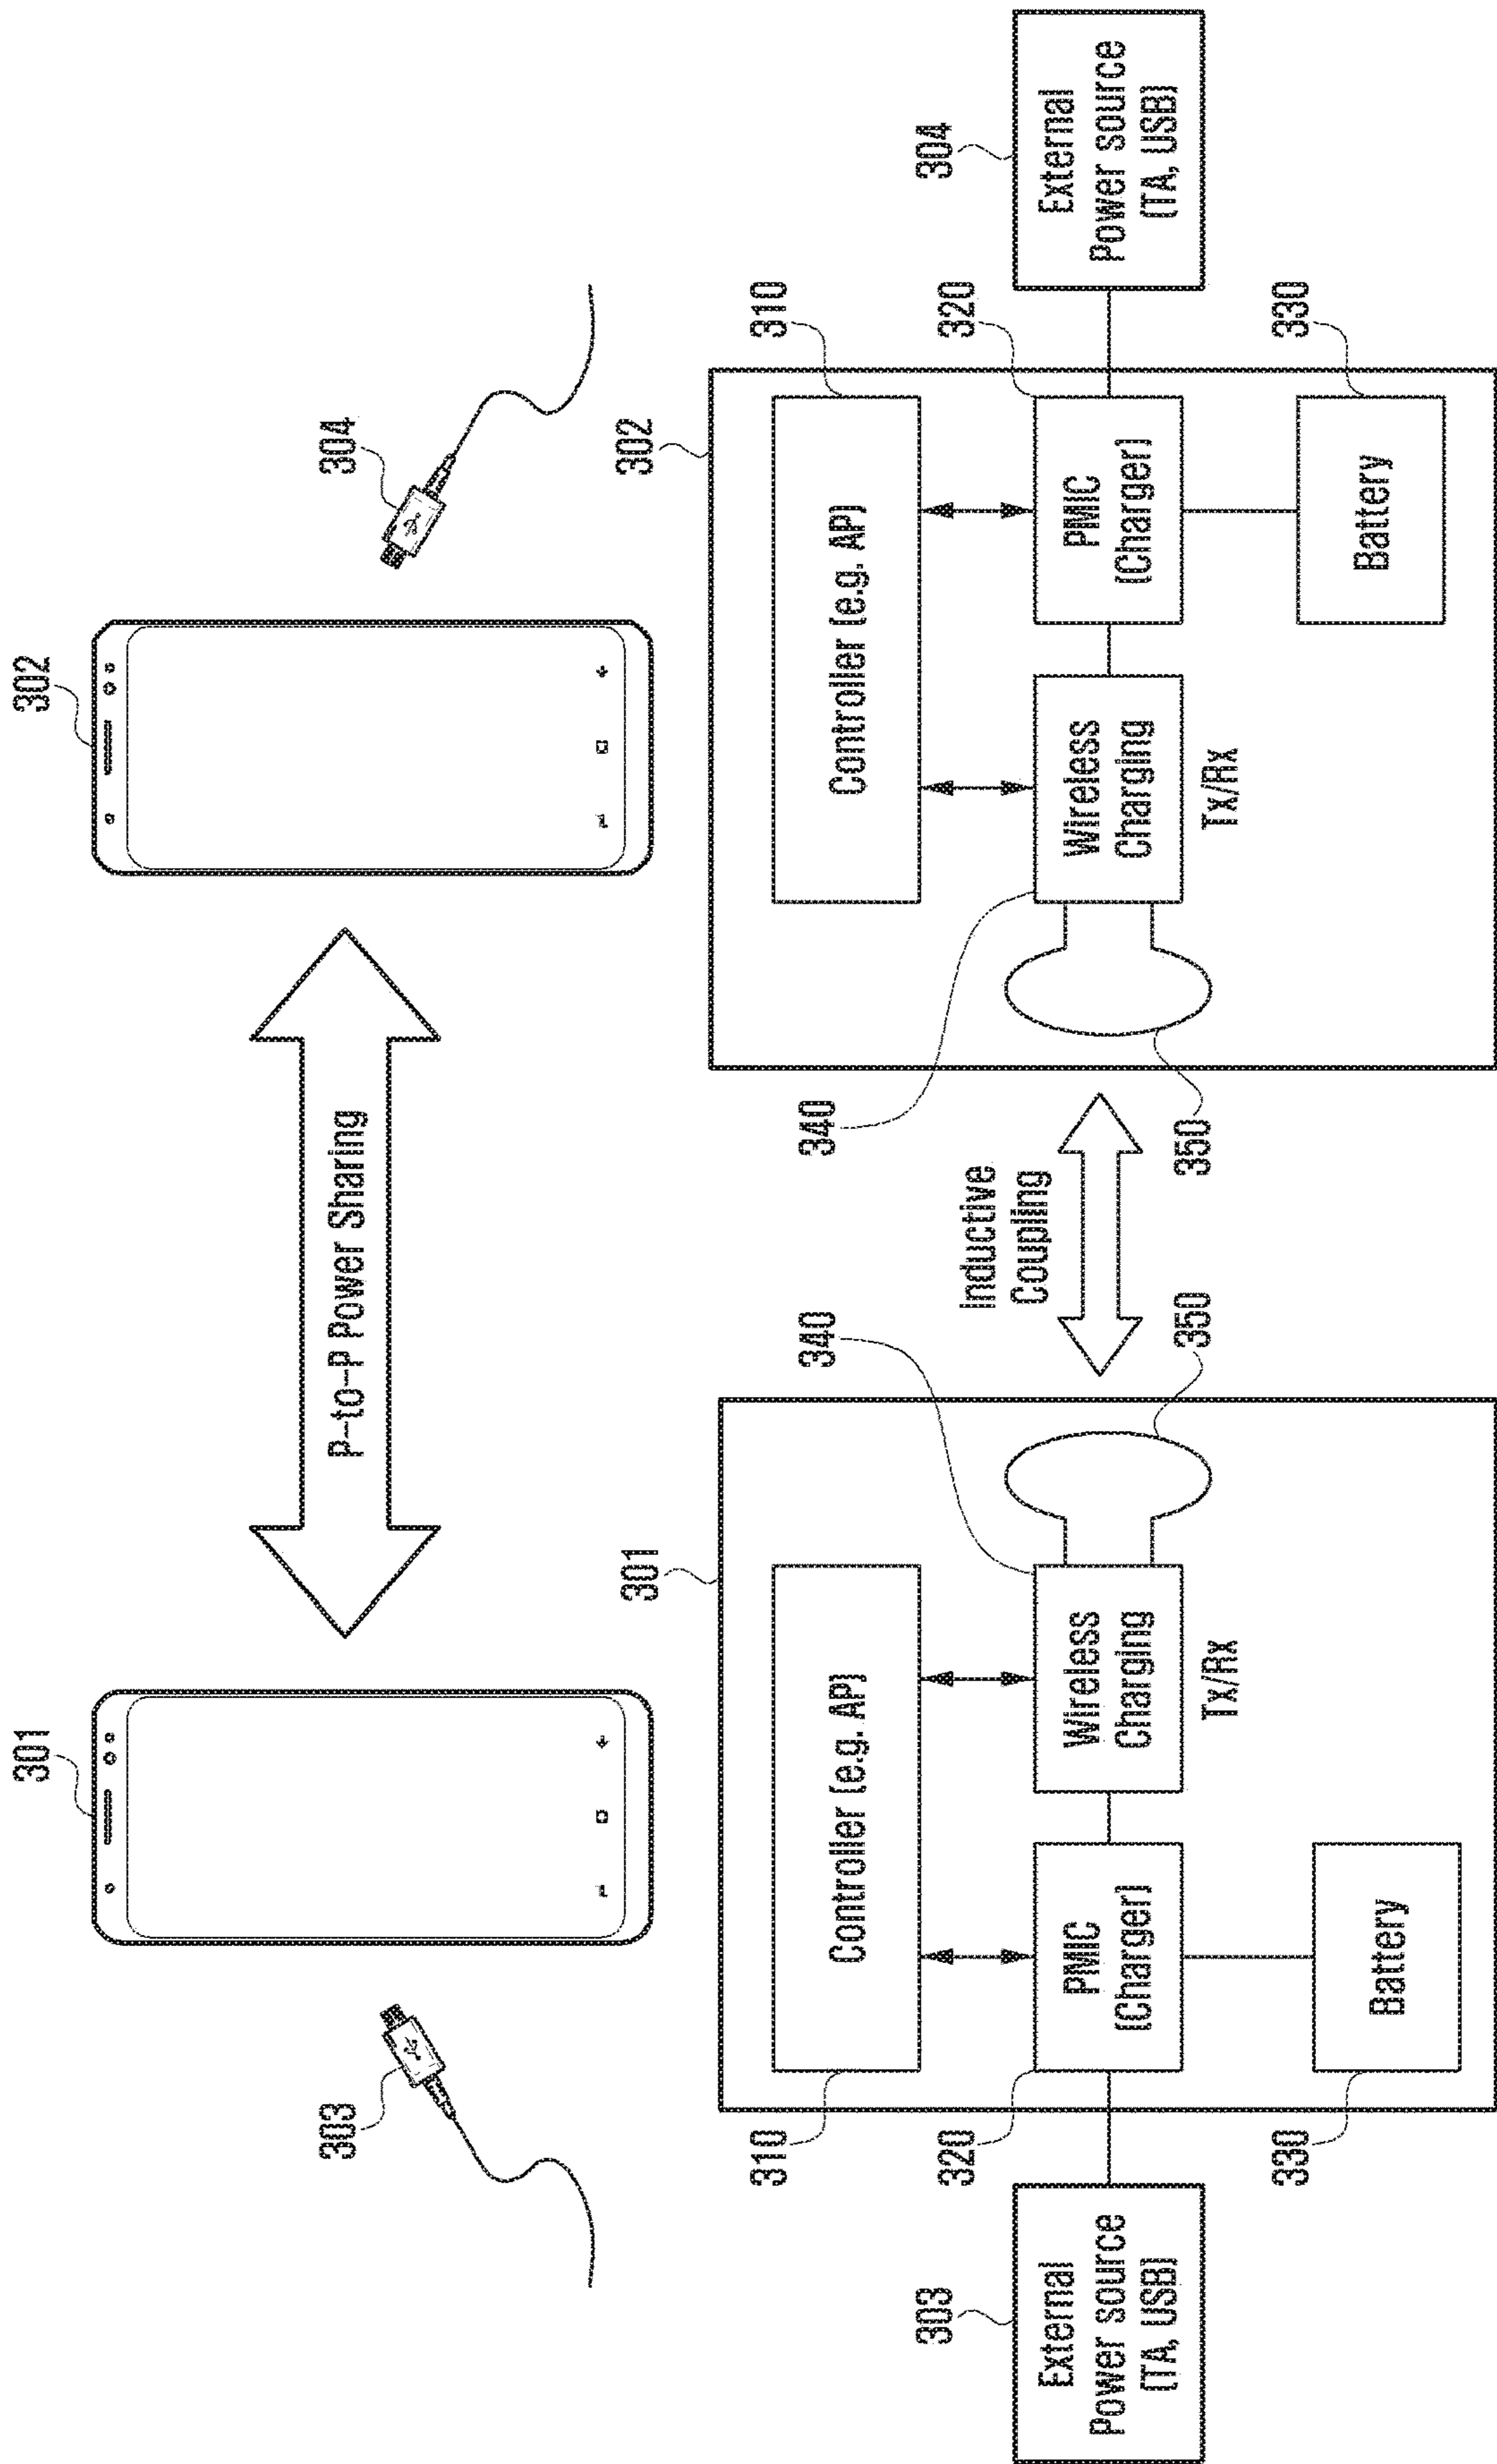 301
P-to-P Power Sharing
302
303
304
301
302
303
External
Power source
(TA, USB)
310
Controller (e.g. AP)
320
PMIC
(Charger)
Wireless
Charging
340
Tx/Rx
330
Battery
350
Inductive
Coupling
340
350
Controller (e.g. AP)
310
Wireless
Charging
Tx/Rx
PMIC
(Charger)
320
Battery
330
304
External
Power source
(TA, USB)